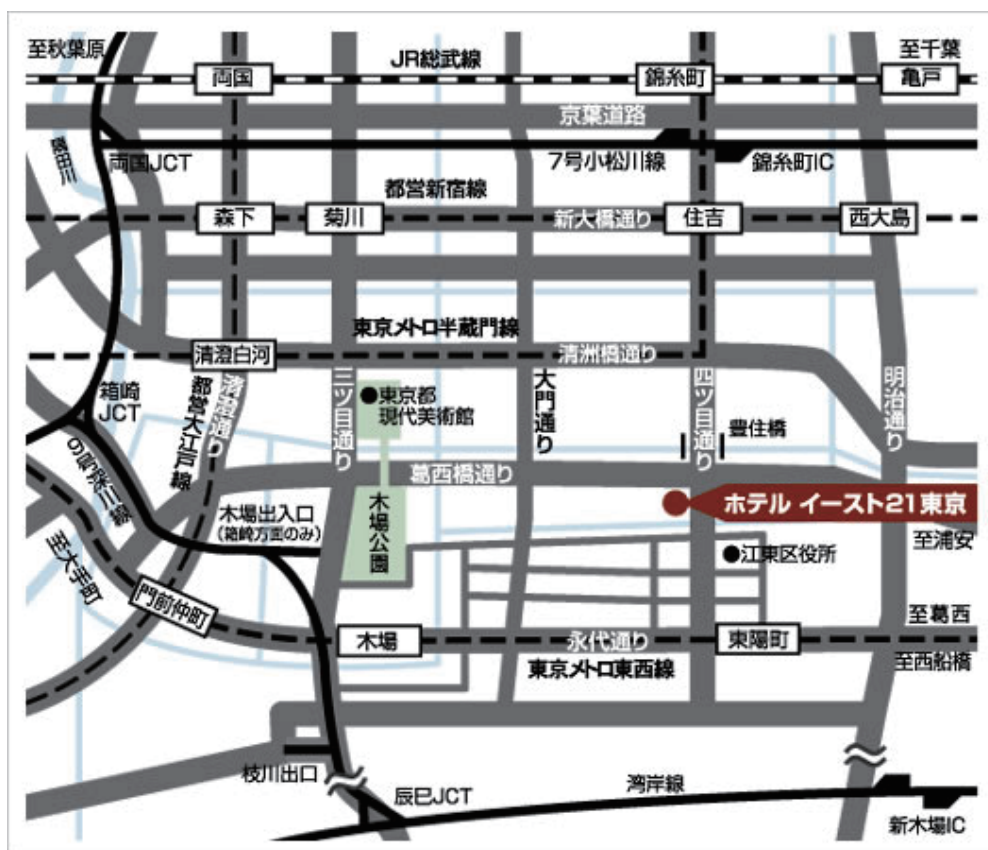 至秋葉原
JR総武線
至千葉
両国
錦糸町
亀戸
京葉道路
隅田川
両国JCT
7号小松川線
錦糸町IC
都営新宿線
森下
菊川
新大橋通り
住吉
西大島
東京メトロ半蔵門線
清澄白河
清洲橋通り
箱崎
JCT
都営大江戸線
清澄通り
三ツ目通り
東京都
現代美術館
大門通り
四ツ目通り
明治通り
豊住橋
葛西橋通り
9号深川線
木場出入口
(箱崎方面のみ)
木場公園
ホテル イースト21東京
至浦安
至大手町
江東区役所
門前仲町
木場
永代通り
東陽町
至葛西
東京メトロ東西線
至西船橋
枝川出口
辰巳JCT
湾岸線
新木場IC